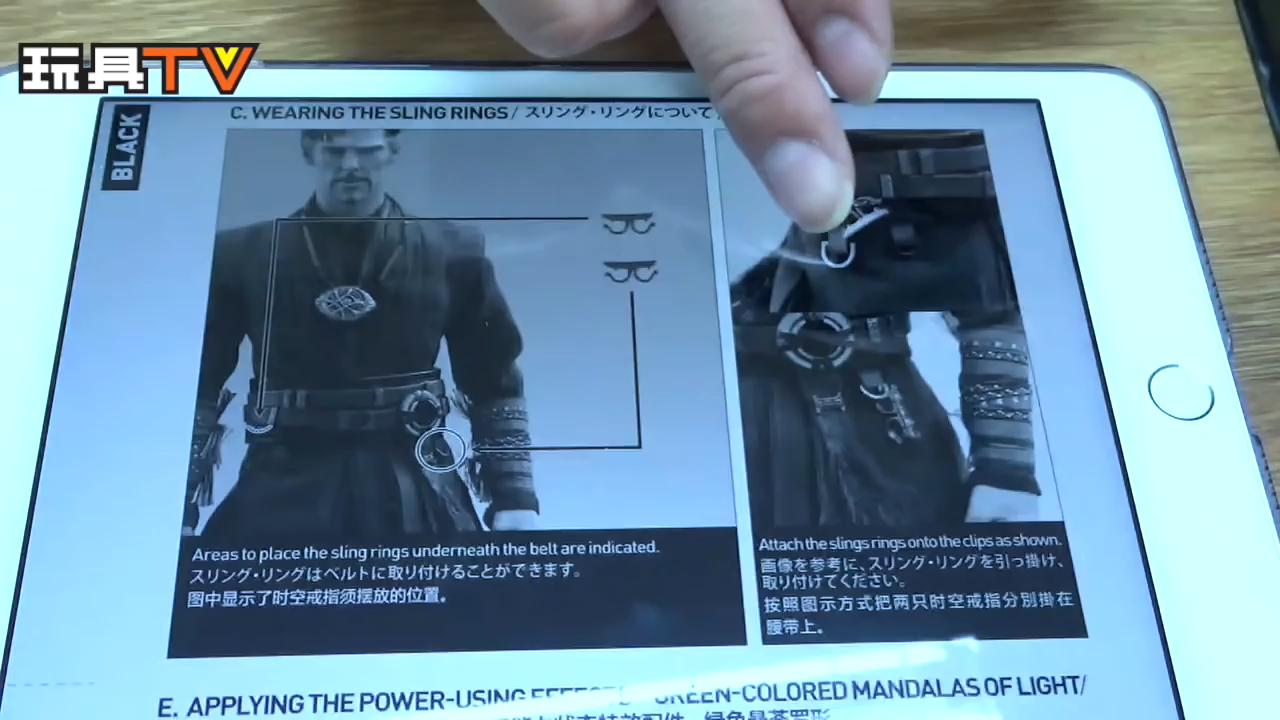 玩具TV
BLACK
C. WEARING THE SLING RINGS/ スリング・リングについて
Areas to place the sling rings underneath the belt are indicated.
スリング・リングはベルトに取り付けることができます。
图中显示了时空戒指须摆放的位置。
Attach the slings rings onto the clips as shown.
画像を参考に、スリング・リングを引っ掛け、
取り付けてください。
按照图示方式把两只时空戒指分別掛在
腰带上。
E. APPLYING THE POWER-USING GREEN-COLORED MANDALAS OF LIGHT/